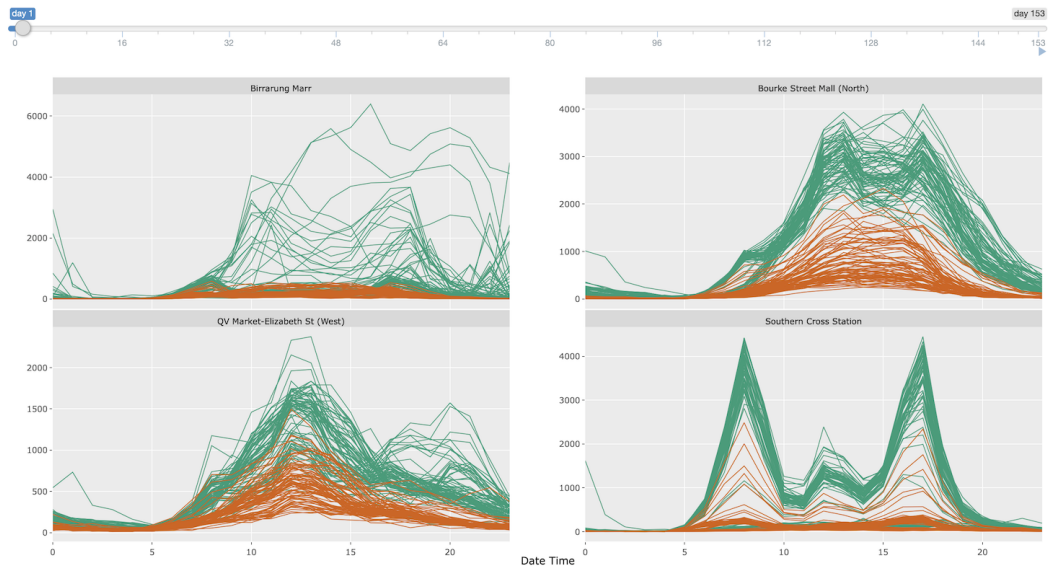 day 1
day 153
0 16 32 48 64 80 96 112 128 144 153
Birrarung Marr
6000
4000
2000
0
Bourke Street Mall (North)
4000
3000
2000
1000
0
QV Market-Elizabeth St (West)
2000
1500
1000
500
0
0 5 10 15 20
Southern Cross Station
4000
3000
2000
1000
0
0 5 10 15 20
Date Time